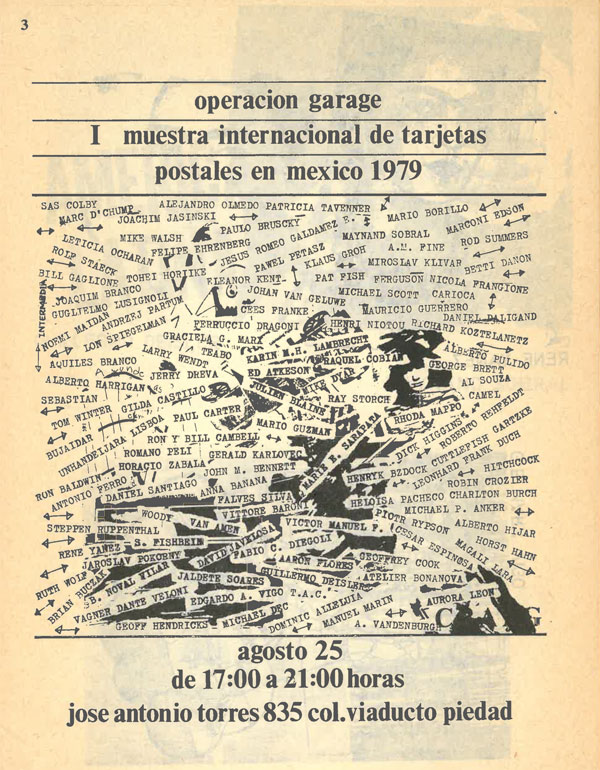 3
operacion garage
I muestra internacional de tarjetas
postales en mexico 1979
SAS COLBY ALEJANDRO OLMEDO PATRICIA TAVENNER
MARC D'CHUMP JOACHIM JASINSKI PAULO BRUSCKY MARIO BORILLO MARCONI EDSON
LETICIA OCHARAN MIKE WALSH FELIPE EHRENBERG JESUS ROMEO GALDAMEZ E. MAYNAND SOBRAL A.M. FINE ROD SUMMERS
ROLF STAECK PAWEL PETASZ KLAUS GROH MIROSLAV KLIVAR BETTI DANON
BILL GAGLIONE TOHEI HORIIKE ELEANOR KENT PAT FISH FERGUSON NICOLA FRANGIONE
INTERMEDIA
JOAQUIM BRANCO JOHAN VAN GELUWE MICHAEL SCOTT CARIOCA
GUGLIELMO LUSIGNOLI CEES FRANKE MAURICIO GUERRERO DANIEL DALIGAND
NOEMI MAIDAN ANDRZEJ PARTUM FERRUCCIO DRAGONI HENRI NIOTOU RICHARD KOZTELANETZ
LON SPIEGELMAN GRACIELA G. MARX ALBERTO PULIDO
AQUILES BRANCO LARRY WENDT TEABO KARIN M.H. LAMBRECHT RAQUEL COBIAN GEORGE BRETT
JERRY DREVA ED ATKESON MIKE DYAR AL SOUZA
ALBERTO HARRIGAN JULIEN BLAINE RAY STORCH CAMEL
SEBASTIAN GILDA CASTILLO RHODA MAPPO
TOM WINTER PAUL CARTER MARIO GUZMAN ROBERTO RENFELDT
BUJAIDAR UNHANDEIJARA LISBOA RON Y BILL CAMBELL MARIE E. SARAPATA DICK HIGGINS CUTTLEFISH GARTZKE
ROMANO PELI GERALD KARLOVEC LEONHARD FRANK DUCH
RON BALDWIN HORACIO ZABALA JOHN M. BENNETT HENRYK BZDOCK HITCHCOCK
ANTONIO FERRO ANNA BANANA ROBIN CROZIER
DANIEL SANTIAGO FALVES SILVA HELOISA PACHECO CHARLTON BURCH
WOODY VAN AMEN VITTORE BARONI MICHAEL P. ANKER
STEFFEN RUPPENTHAL VICTOR MANUEL F. PIOTR RYPSON ALBERTO HIJAR
RENE YAÑEZ S. FISHBEIN DAVID JAVELOSA CESAR ESPINOSA HORST HAHN
JAROSLAV POKORNY FABIO C. DIEGOLI MAGALI LARA
RUTH WOLF AARON FLORES GEOFFREY COOK
BRIAN BUCZAK B. NOVAL VILAR JALDETE SOARES GUILLERMO DEISLER ATELIER BONANOVA
VAGNER DANTE VELONI EDGARDO A. VIGO T.A.C. AURORA LEON
MICHAEL DEC DOMINIC ALLELUIA MANUEL MARIN
GEOFF HENDRICKS A. VANDENBURGH
agosto 25
de 17:00 a 21:00 horas
jose antonio torres 835 col.viaducto piedad